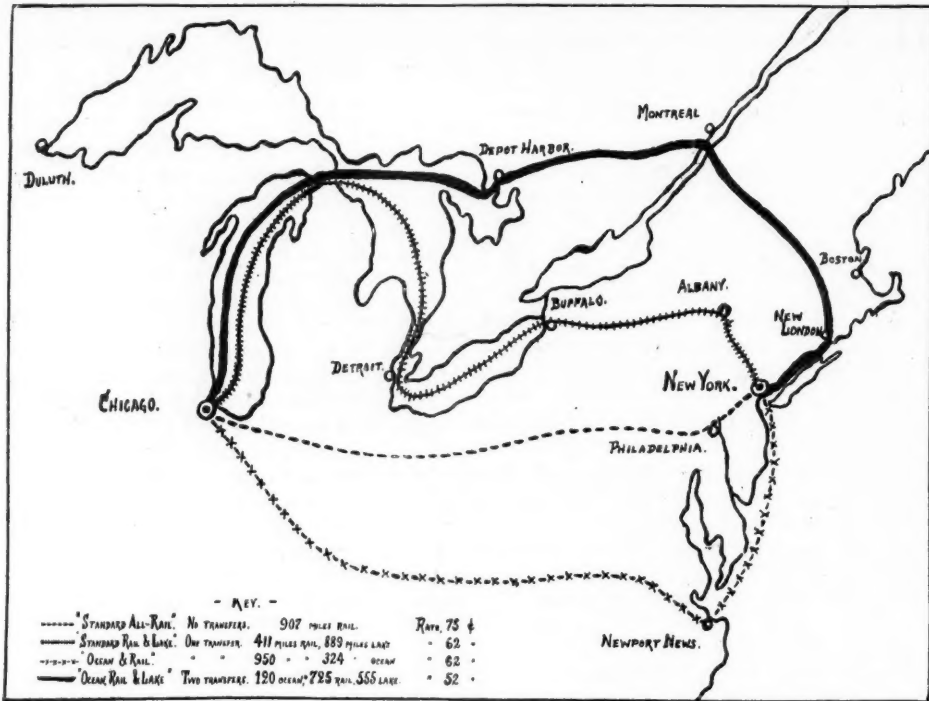 MONTREAL
DEPOT HARBOR.
DULUTH.
BOSTON
ALBANY.
BUFFALO.
NEW
LONDON
DETROIT.
NEW YORK.
CHICAGO.
PHILADELPHIA.
NEWPORT NEWS.
- KEY. -
"STANDARD ALL-RAIL". NO TRANSFERS. 907 MILES RAIL. RATE, 75 ¢
"STANDARD RAIL & LAKE". ONE TRANSFER. 411 MILES RAIL, 889 MILES LAKE " 62 "
"OCEAN & RAIL". " " 950 " " 324 " OCEAN " 62 "
"OCEAN, RAIL & LAKE" TWO TRANSFERS. 120 OCEAN, 725 RAIL, 555 LAKE. " 52 "